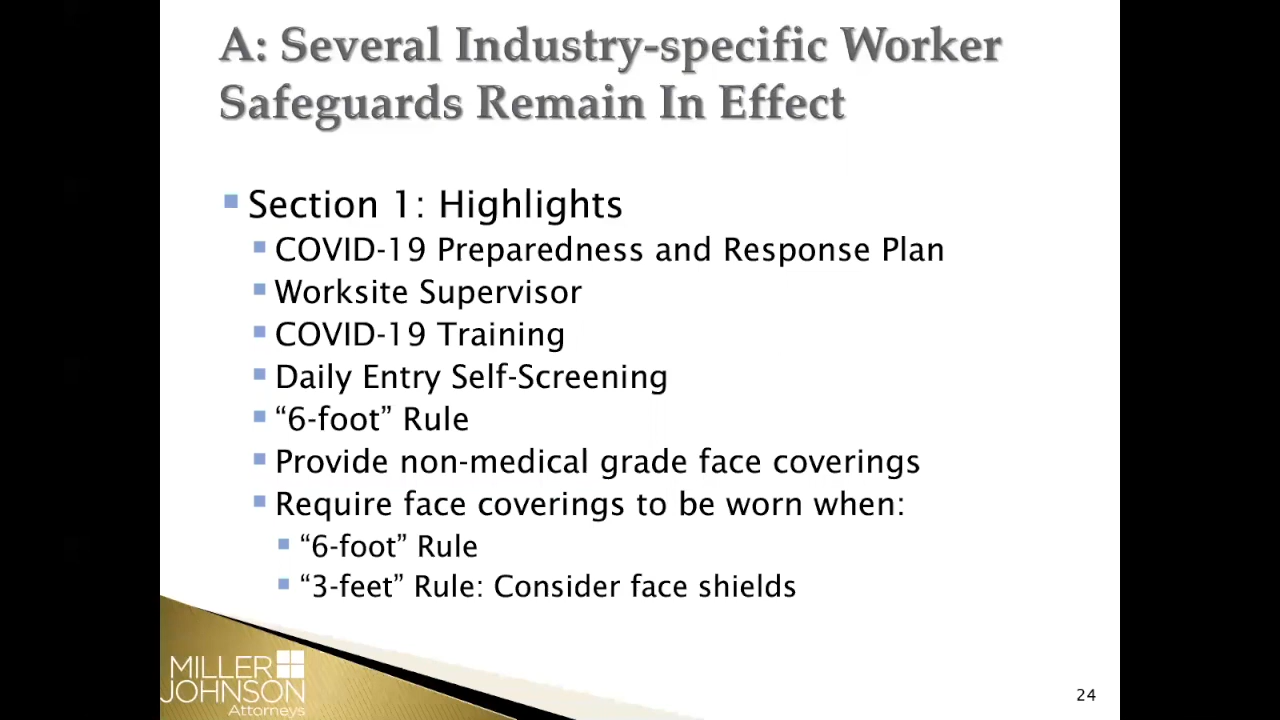 A: Several Industry-specific Worker
Safeguards Remain In Effect
Section 1: Highlights
COVID-19 Preparedness and Response Plan
Worksite Supervisor
COVID-19 Training
Daily Entry Self-Screening
“6-foot” Rule
Provide non-medical grade face coverings
Require face coverings to be worn when:
“6-foot” Rule
“3-feet” Rule: Consider face shields
MILLER
JOHNSON
Attorneys
24